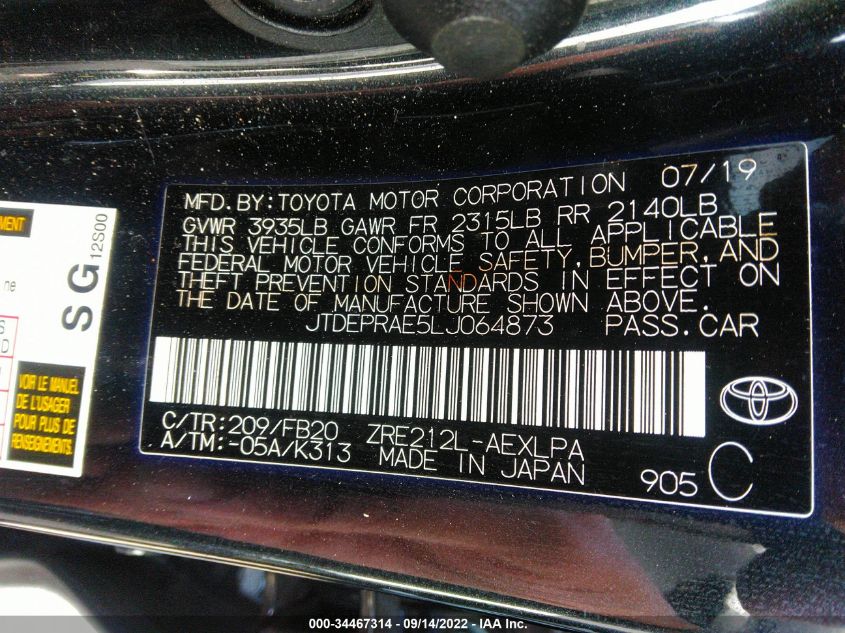 MENT
ne
S
D
SG 12S00
VOIR LE MANUEL
DE L'USAGER
POUR PLUS DE
RENSEIGNEMENTS
MFD.BY:TOYOTA MOTOR CORPORATION 07/19
GVWR 3935LB GAWR FR 2315LB RR 2140LB
THIS VEHICLE CONFORMS TO ALL APPLICABLE
FEDERAL MOTOR VEHICLE SAFETY,BUMPER,AND
THEFT PREVENTION STANDARDS IN EFFECT ON
THE DATE OF MANUFACTURE SHOWN ABOVE.
JTDEPRAE5LJ064873 PASS.CAR
C/TR:209/FB20 ZRE212L-AEXLPA
A/TM:-05A/K313 MADE IN JAPAN
905 C
TOYOTA
000-34467314 - 09/14/2022 - IAA Inc.